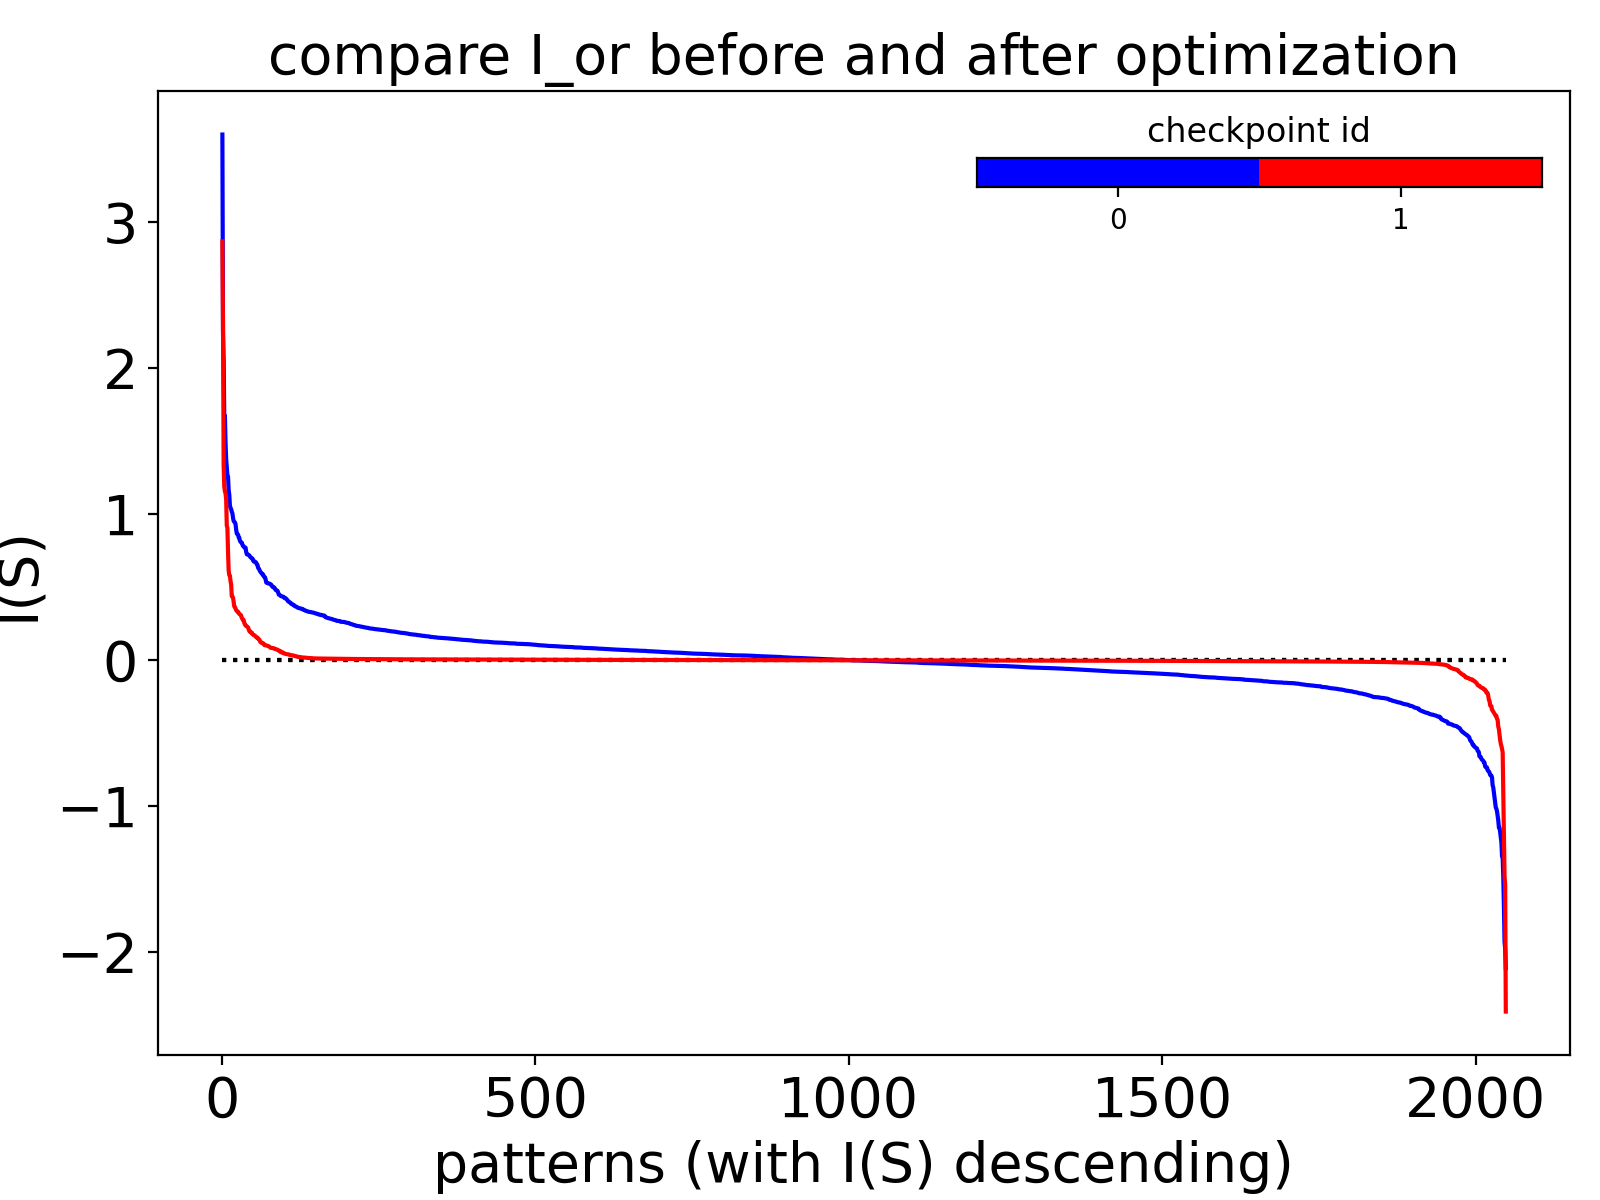 compare I_or before and after optimization
checkpoint id
0 1
3
2
1
0
−1
−2
I(S)
0 500 1000 1500 2000
patterns (with I(S) descending)